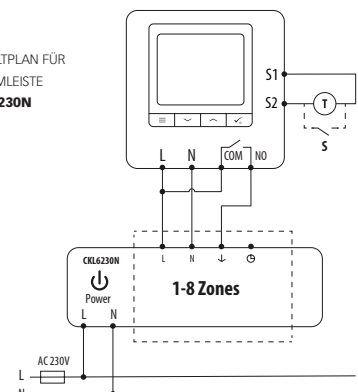 LTPLAN FÜR
MLEISTE
230N
S1
S2
T
S
L N COM NO
L N
CKL6230N
Power
1-8 Zones
L N
AC 230V
L
N